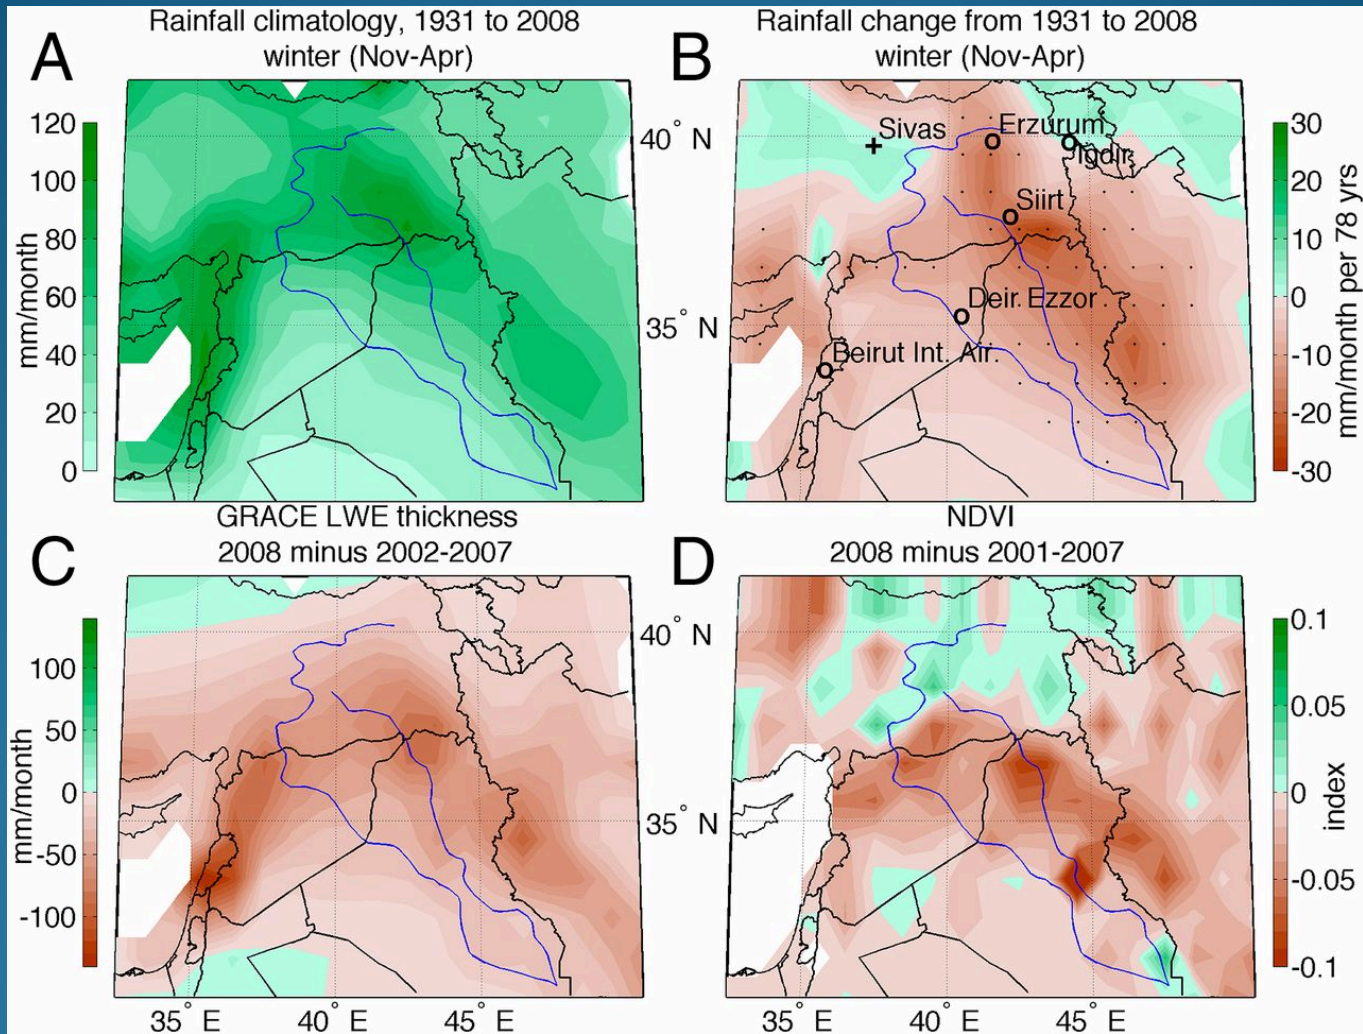 A
Rainfall climatology, 1931 to 2008
winter (Nov-Apr)
120
100
80
60
40
20
0
mm/month
40° N
35° N
B
Rainfall change from 1931 to 2008
winter (Nov-Apr)
Sivas
Erzurum
Igdir
Siirt
Deir Ezzor
Beirut Int. Air.
30
20
10
0
-10
-20
-30
mm/month per 78 yrs
C
GRACE LWE thickness
2008 minus 2002-2007
100
50
0
-50
-100
mm/month
40° N
35° N
35° E
40° E
45° E
D
NDVI
2008 minus 2001-2007
0.1
0.05
0
-0.05
-0.1
index
35° E
40° E
45° E